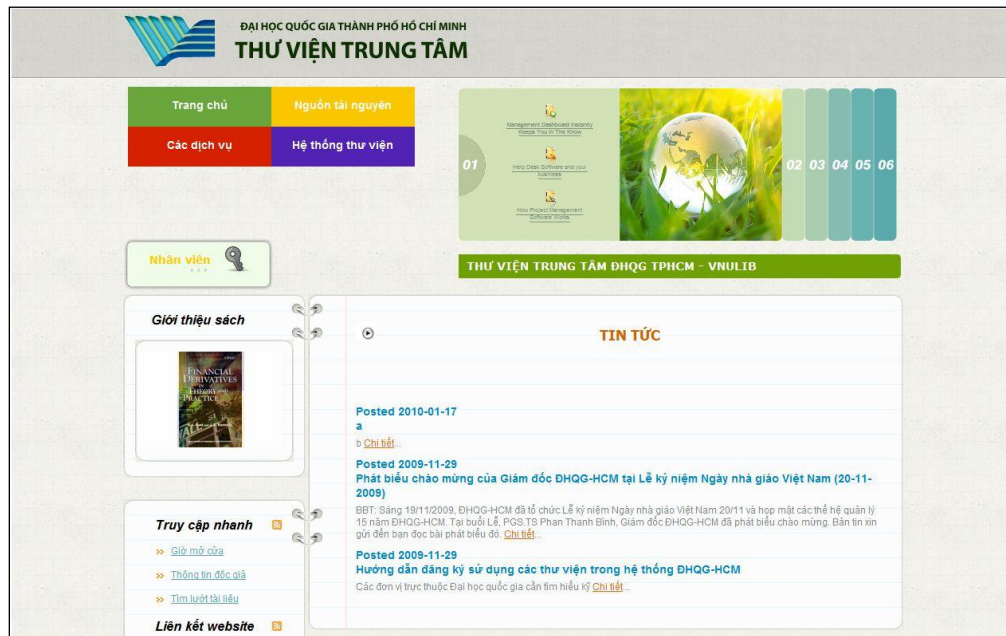 ĐẠI HỌC QUỐC GIA THÀNH PHỐ HỒ CHÍ MINH
THƯ VIỆN TRUNG TÂM
Trang chủ
Nguồn tài nguyên
Các dịch vụ
Hệ thống thư viện
01
Management Dashboard Instantly
Keeps You in The Know
Help Desk Software and your
business
How Project Management
Software Works
02
03
04
05
06
Nhân viên
THƯ VIỆN TRUNG TÂM ĐHQG TPHCM - VNULIB
Giới thiệu sách
FINANCIAL
DERIVATIVES
IN
THEORY AND
PRACTICE
TIN TỨC
Posted 2010-01-17
a
b Chi tiết...
Posted 2009-11-29
Phát biểu chào mừng của Giám đốc ĐHQG-HCM tại Lễ kỷ niệm Ngày nhà giáo Việt Nam (20-11-
2009)
BBT: Sáng 19/11/2009, ĐHQG-HCM đã tổ chức Lễ kỷ niệm Ngày nhà giáo Việt Nam 20/11 và họp mặt các thế hệ quản lý
15 năm ĐHQG-HCM. Tại buổi Lễ, PGS.TS Phan Thanh Bình, Giám đốc ĐHQG-HCM đã phát biểu chào mừng. Bản tin xin
gửi đến bạn đọc bài phát biểu đó. Chi tiết...
Posted 2009-11-29
Hướng dẫn đăng ký sử dụng các thư viện trong hệ thống ĐHQG-HCM
Các đơn vị trực thuộc Đại học quốc gia cần tìm hiểu kỹ Chi tiết...
Truy cập nhanh
Giờ mở cửa
Thông tin độc giả
Tìm lướt tài liệu
Liên kết website